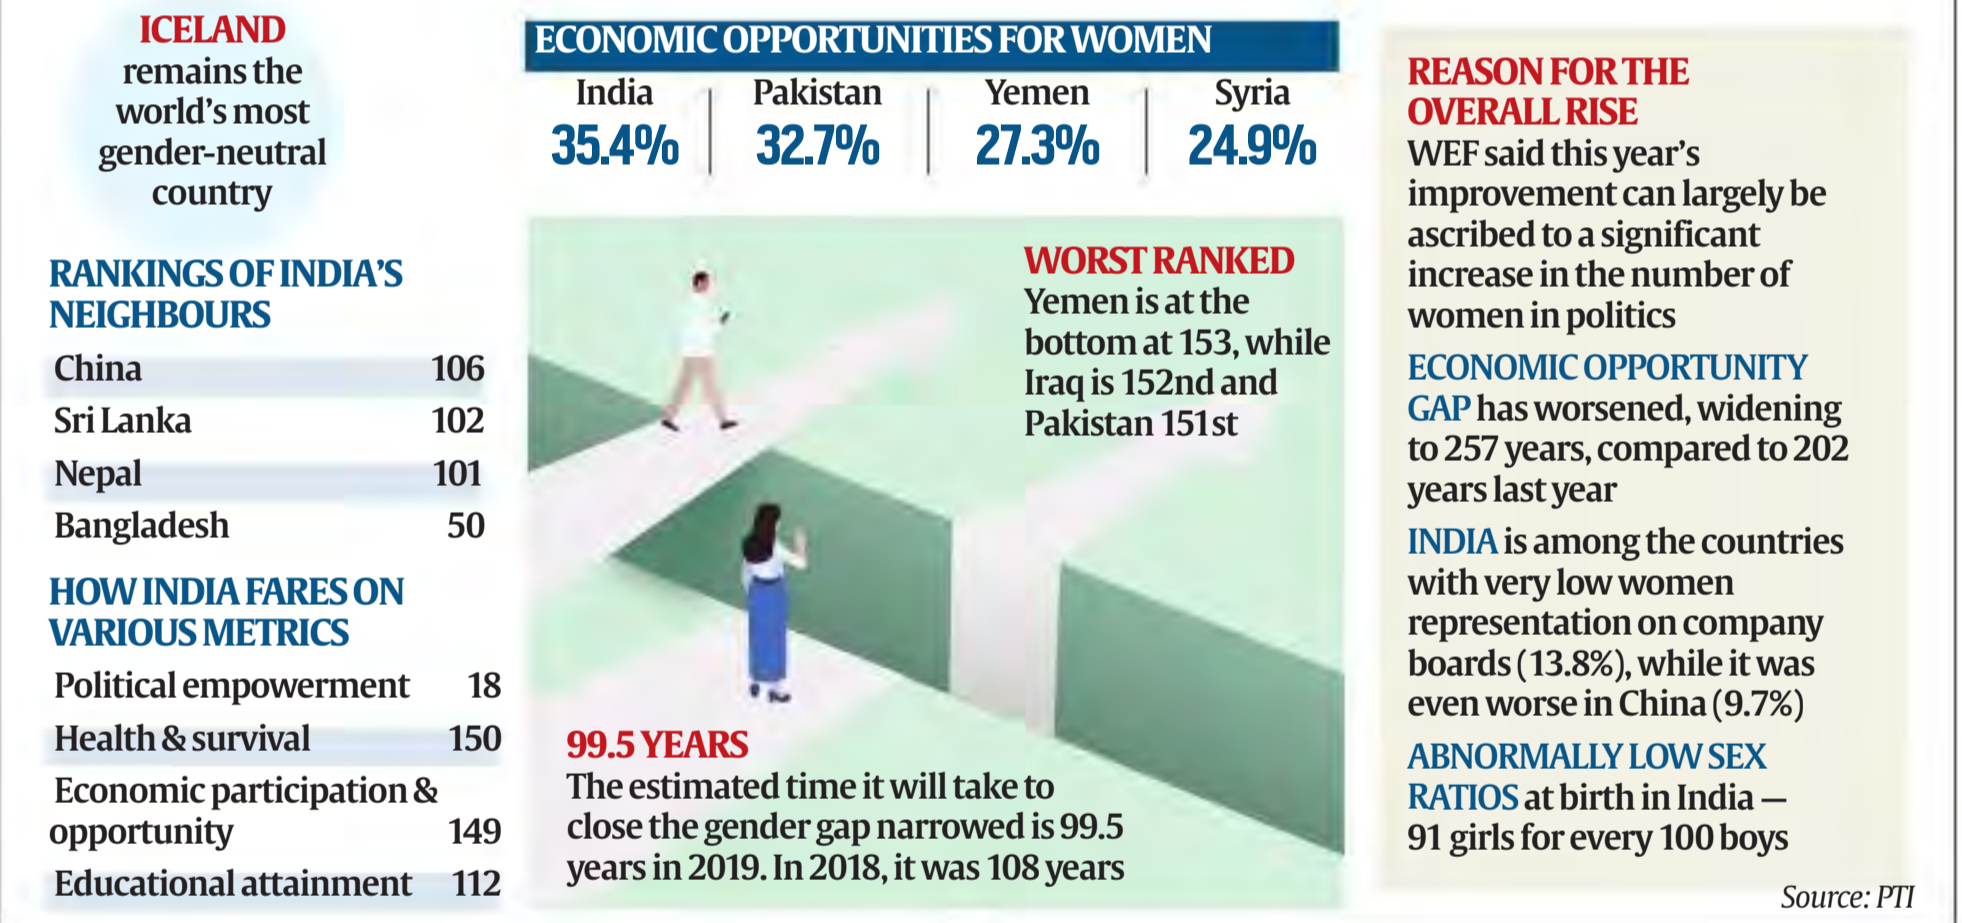 ICELAND
remains the
world's most
gender-neutral
country
RANKINGS OF INDIA'S
NEIGHBOURS
China 106
Sri Lanka 102
Nepal 101
Bangladesh 50
HOW INDIA FARES ON
VARIOUS METRICS
Political empowerment 18
Health & survival 150
Economic participation &
opportunity 149
Educational attainment 112
ECONOMIC OPPORTUNITIES FOR WOMEN
India Pakistan Yemen Syria
35.4% 32.7% 27.3% 24.9%
WORST RANKED
Yemen is at the
bottom at 153, while
Iraq is 152nd and
Pakistan 151st
99.5 YEARS
The estimated time it will take to
close the gender gap narrowed is 99.5
years in 2019. In 2018, it was 108 years
REASON FOR THE
OVERALL RISE
WEF said this year's
improvement can largely be
ascribed to a significant
increase in the number of
women in politics
ECONOMIC OPPORTUNITY
GAP has worsened, widening
to 257 years, compared to 202
years last year
INDIA is among the countries
with very low women
representation on company
boards (13.8%), while it was
even worse in China (9.7%)
ABNORMALLY LOW SEX
RATIOS at birth in India —
91 girls for every 100 boys
Source: PTI